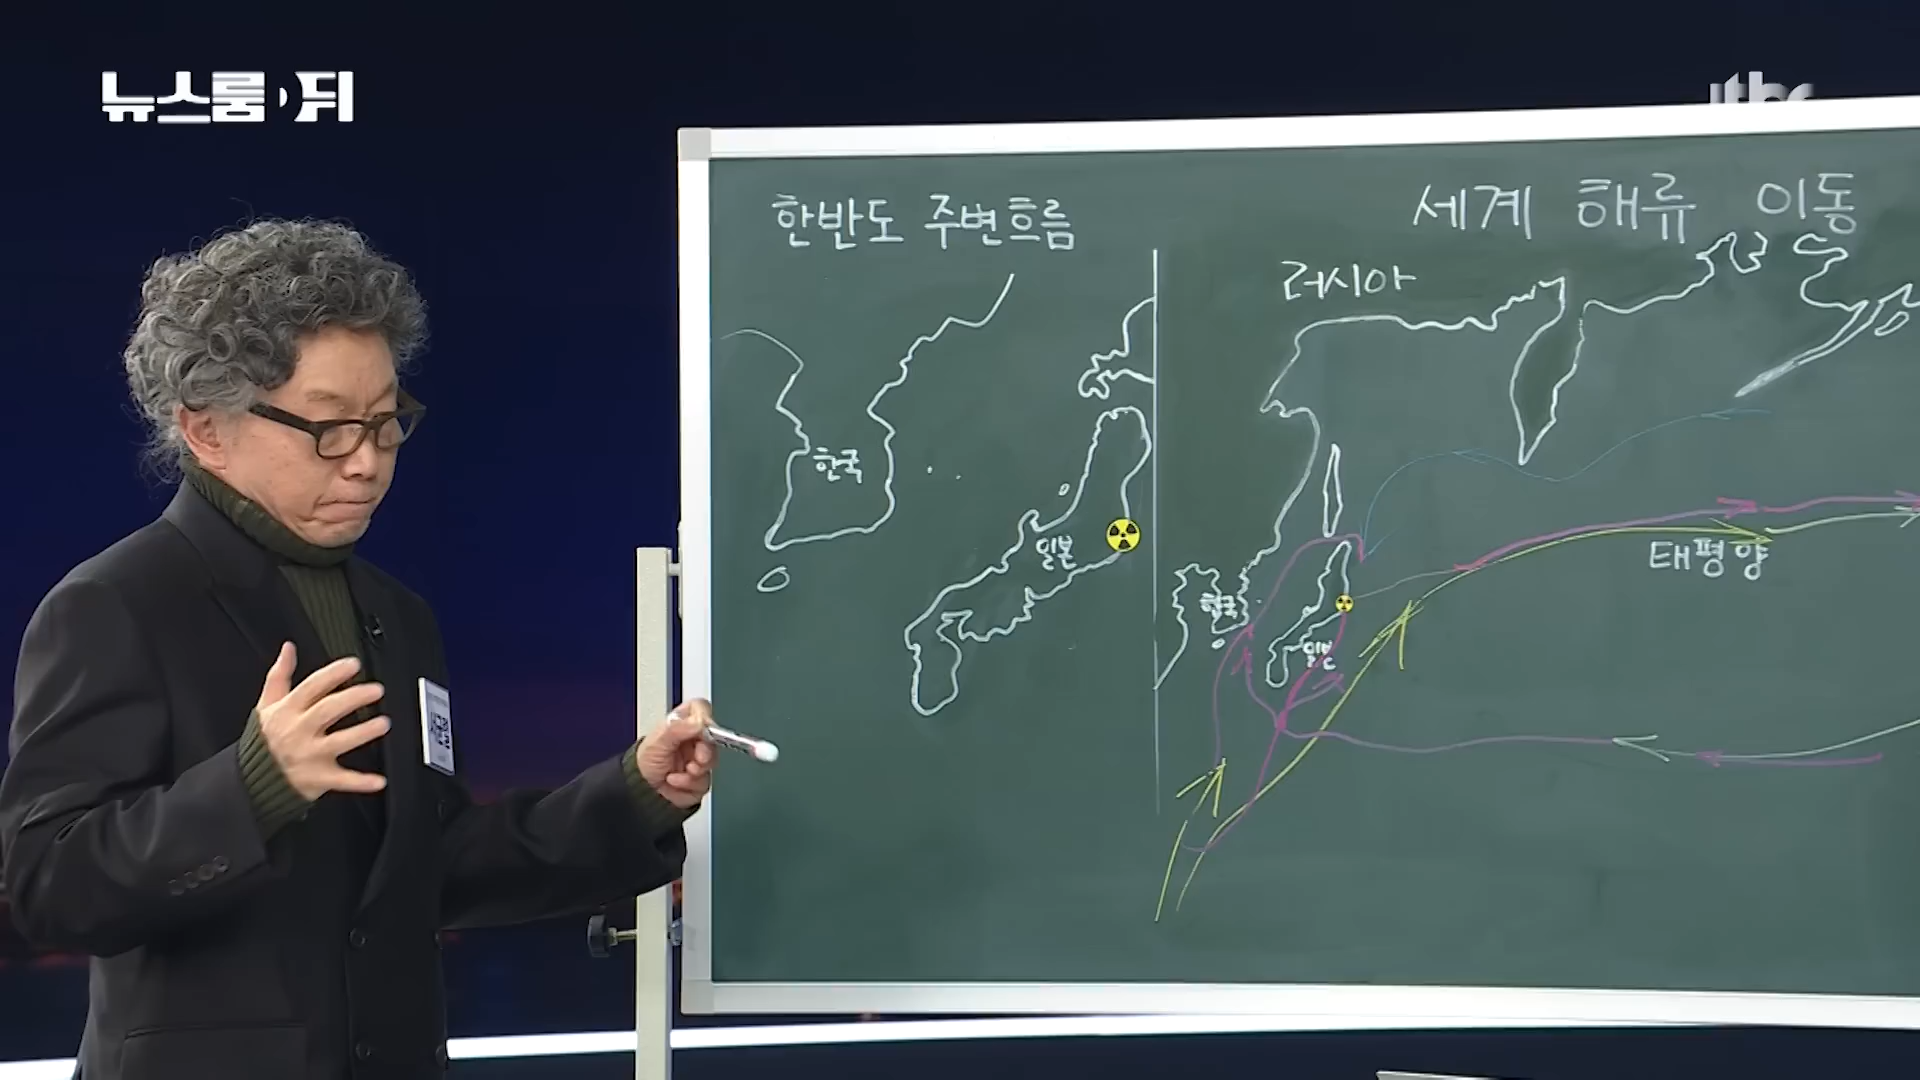 뉴스룸 뒤
jtbc
한반도 주변흐름
세계 해류 이동
러시아
한국
일본
태평양
한국
일본